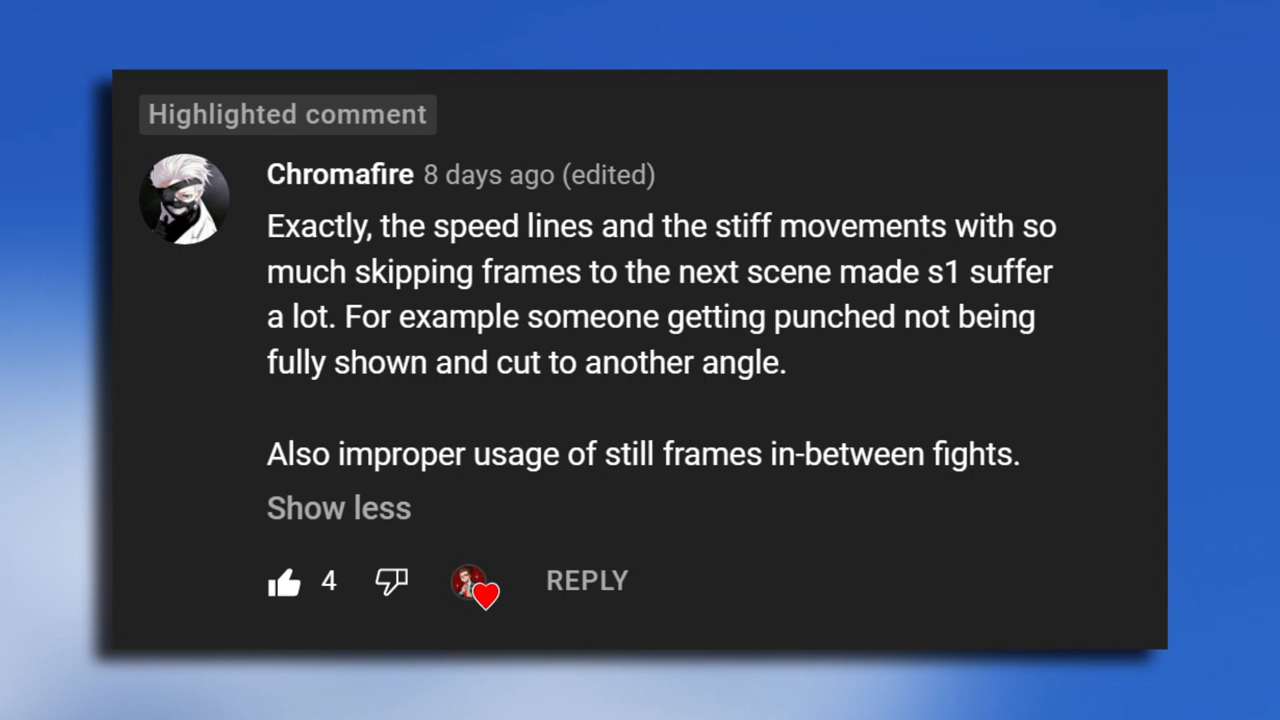 Highlighted comment
Chromafire 8 days ago (edited)
Exactly, the speed lines and the stiff movements with so
much skipping frames to the next scene made s1 suffer
a lot. For example someone getting punched not being
fully shown and cut to another angle.
Also improper usage of still frames in-between fights.
Show less
4 REPLY